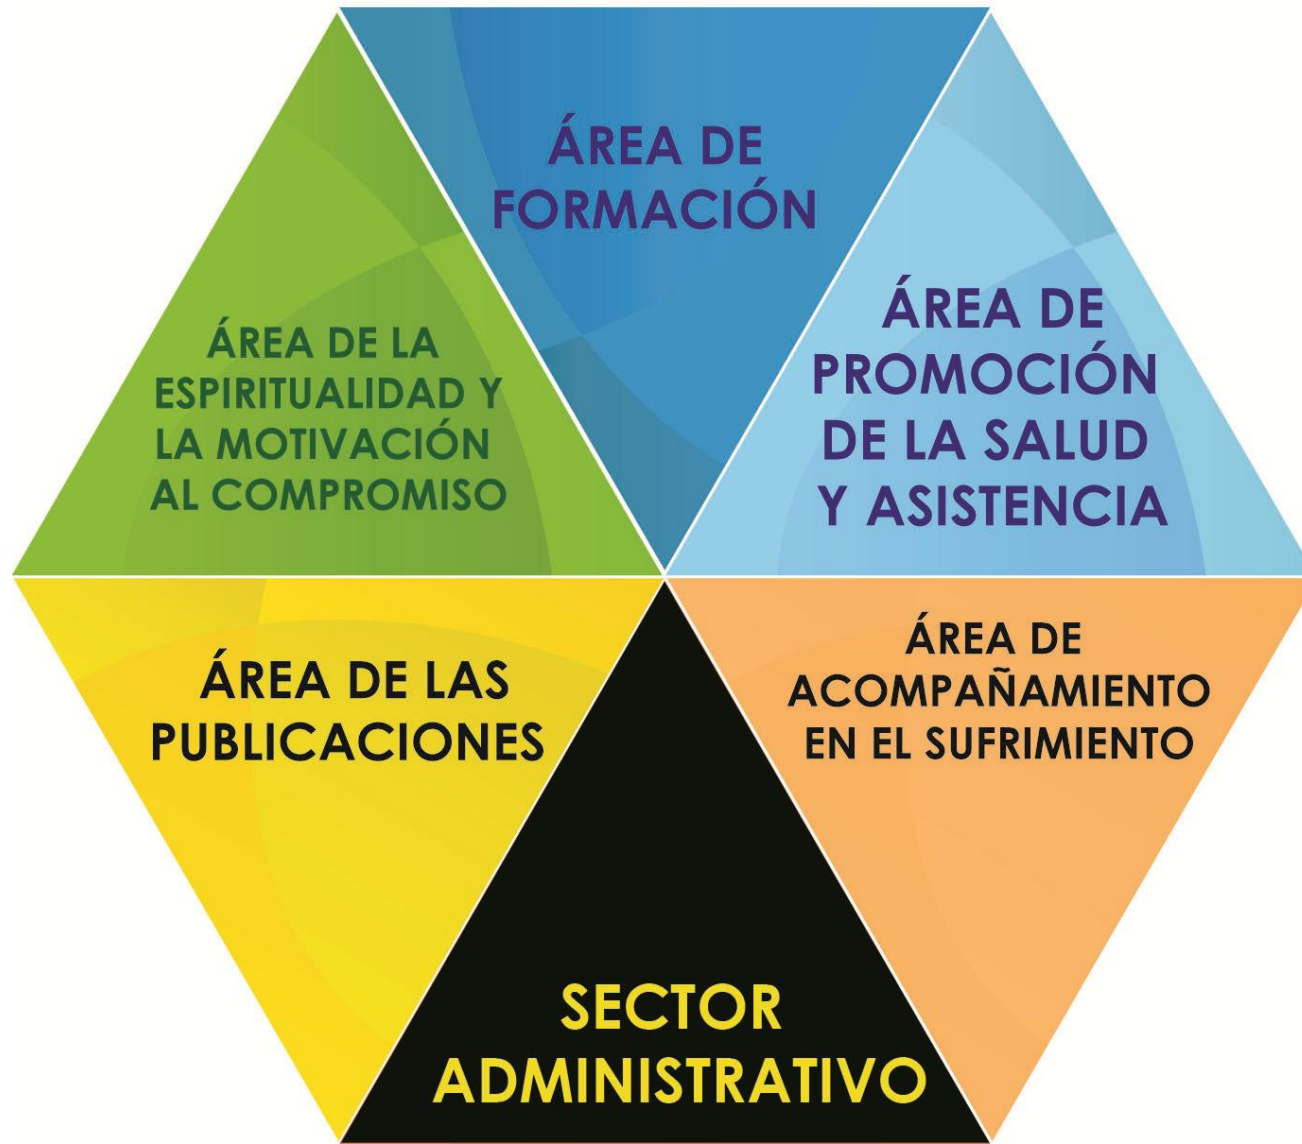 ÁREA DE
FORMACIÓN
ÁREA DE LA
ESPIRITUALIDAD Y
LA MOTIVACIÓN
AL COMPROMISO
ÁREA DE
PROMOCIÓN
DE LA SALUD
Y ASISTENCIA
ÁREA DE LAS
PUBLICACIONES
ÁREA DE
ACOMPAÑAMIENTO
EN EL SUFRIMIENTO
SECTOR
ADMINISTRATIVO